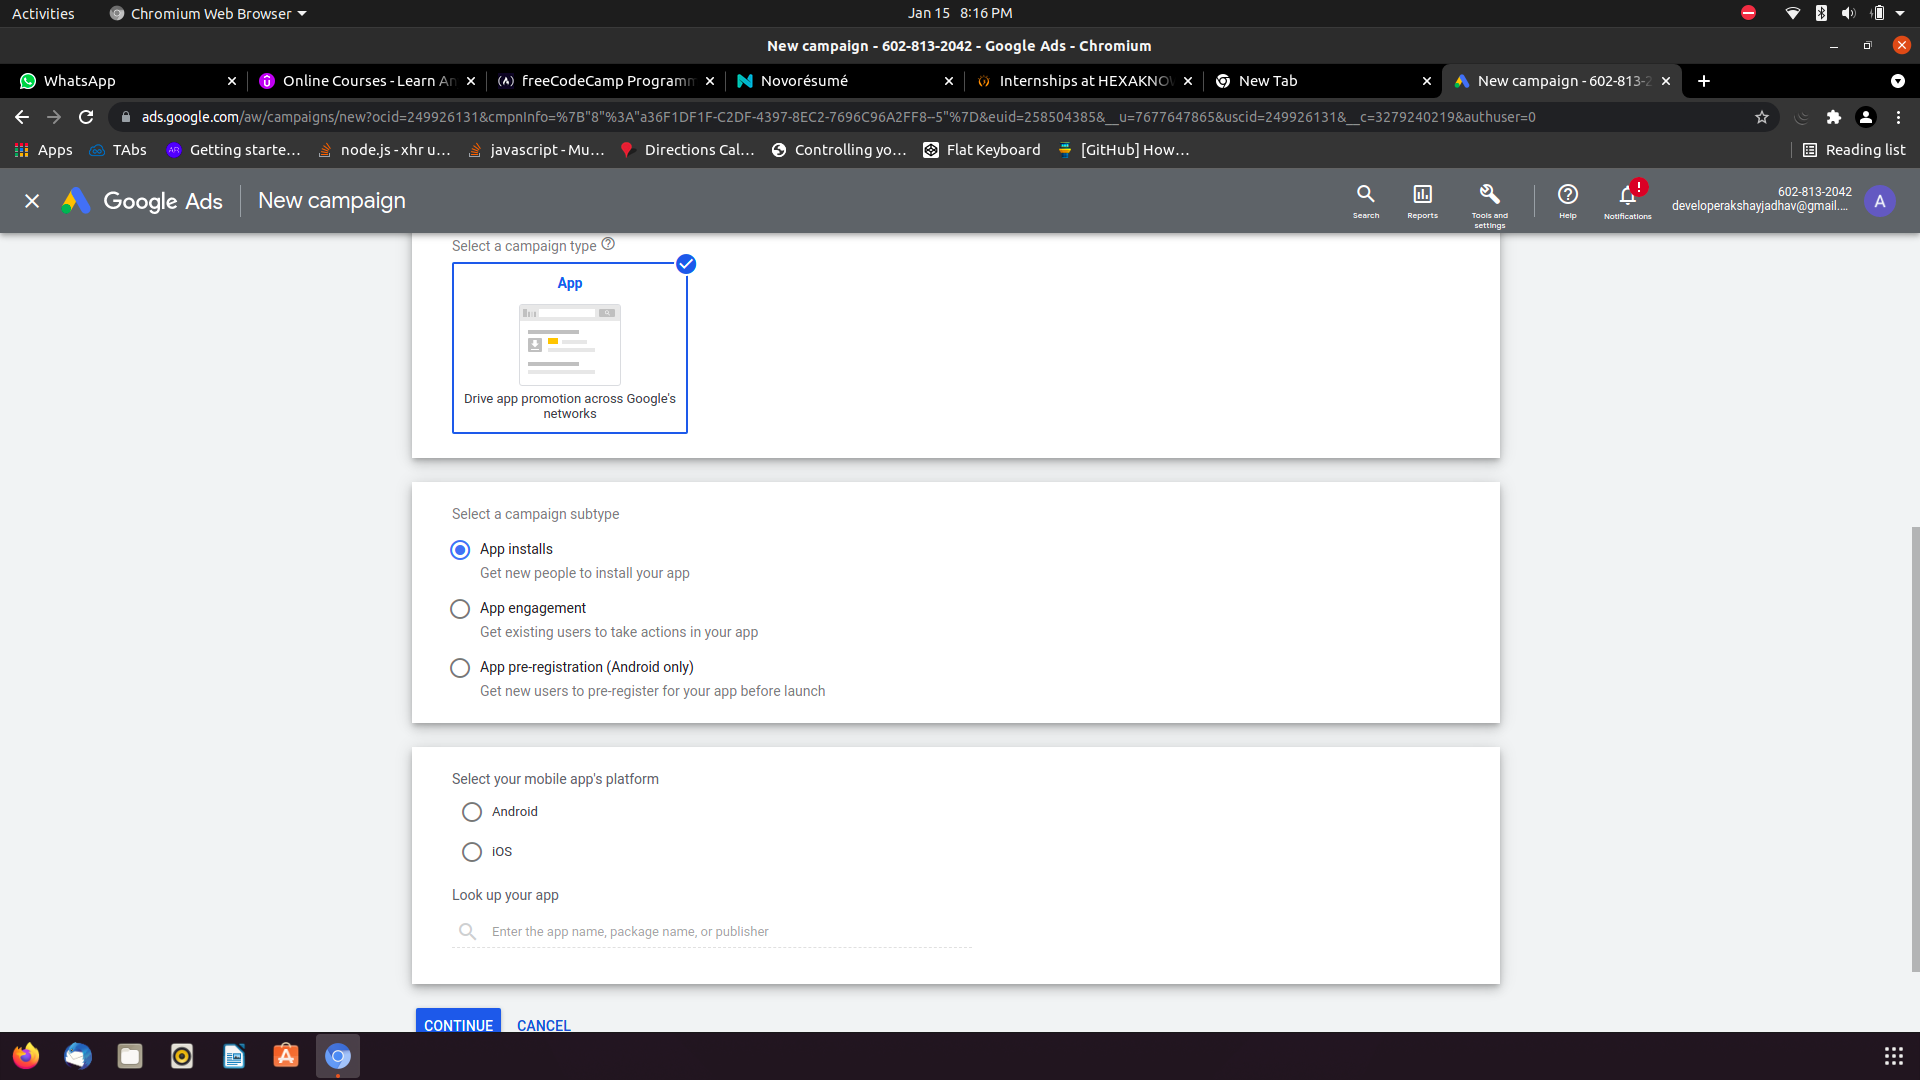 Activities
Chromium Web Browser
Jan 15 8:16 PM
New campaign - 602-813-2042 - Google Ads - Chromium
WhatsApp
Online Courses - Learn An
(A) freeCodeCamp Programm
Novorésumé
Internships at HEXAKNOW
New Tab
New campaign - 602-813-2
ads.google.com/aw/campaigns/new?ocid=249926131&cmpnInfo=%7B"8"%3A"a36F1DF1F-C2DF-4397-8EC2-7696C96A2FF8--5"%7D&euid=258504385&__u=7677647865&uscid=249926131&__c=3279240219&authuser=0
Apps
TAbs
Getting starte...
node.js - xhr u...
javascript - Mu...
Directions Cal...
Controlling yo...
Flat Keyboard
[GitHub] How...
Reading list
Google Ads
New campaign
Search
Reports
Tools and
settings
Help
!
Notifications
602-813-2042
developerakshayjadhav@gmail....
A
Select a campaign type
App
Drive app promotion across Google's
networks
Select a campaign subtype
App installs
Get new people to install your app
App engagement
Get existing users to take actions in your app
App pre-registration (Android only)
Get new users to pre-register for your app before launch
Select your mobile app's platform
Android
iOS
Look up your app
Enter the app name, package name, or publisher
CONTINUE
CANCEL